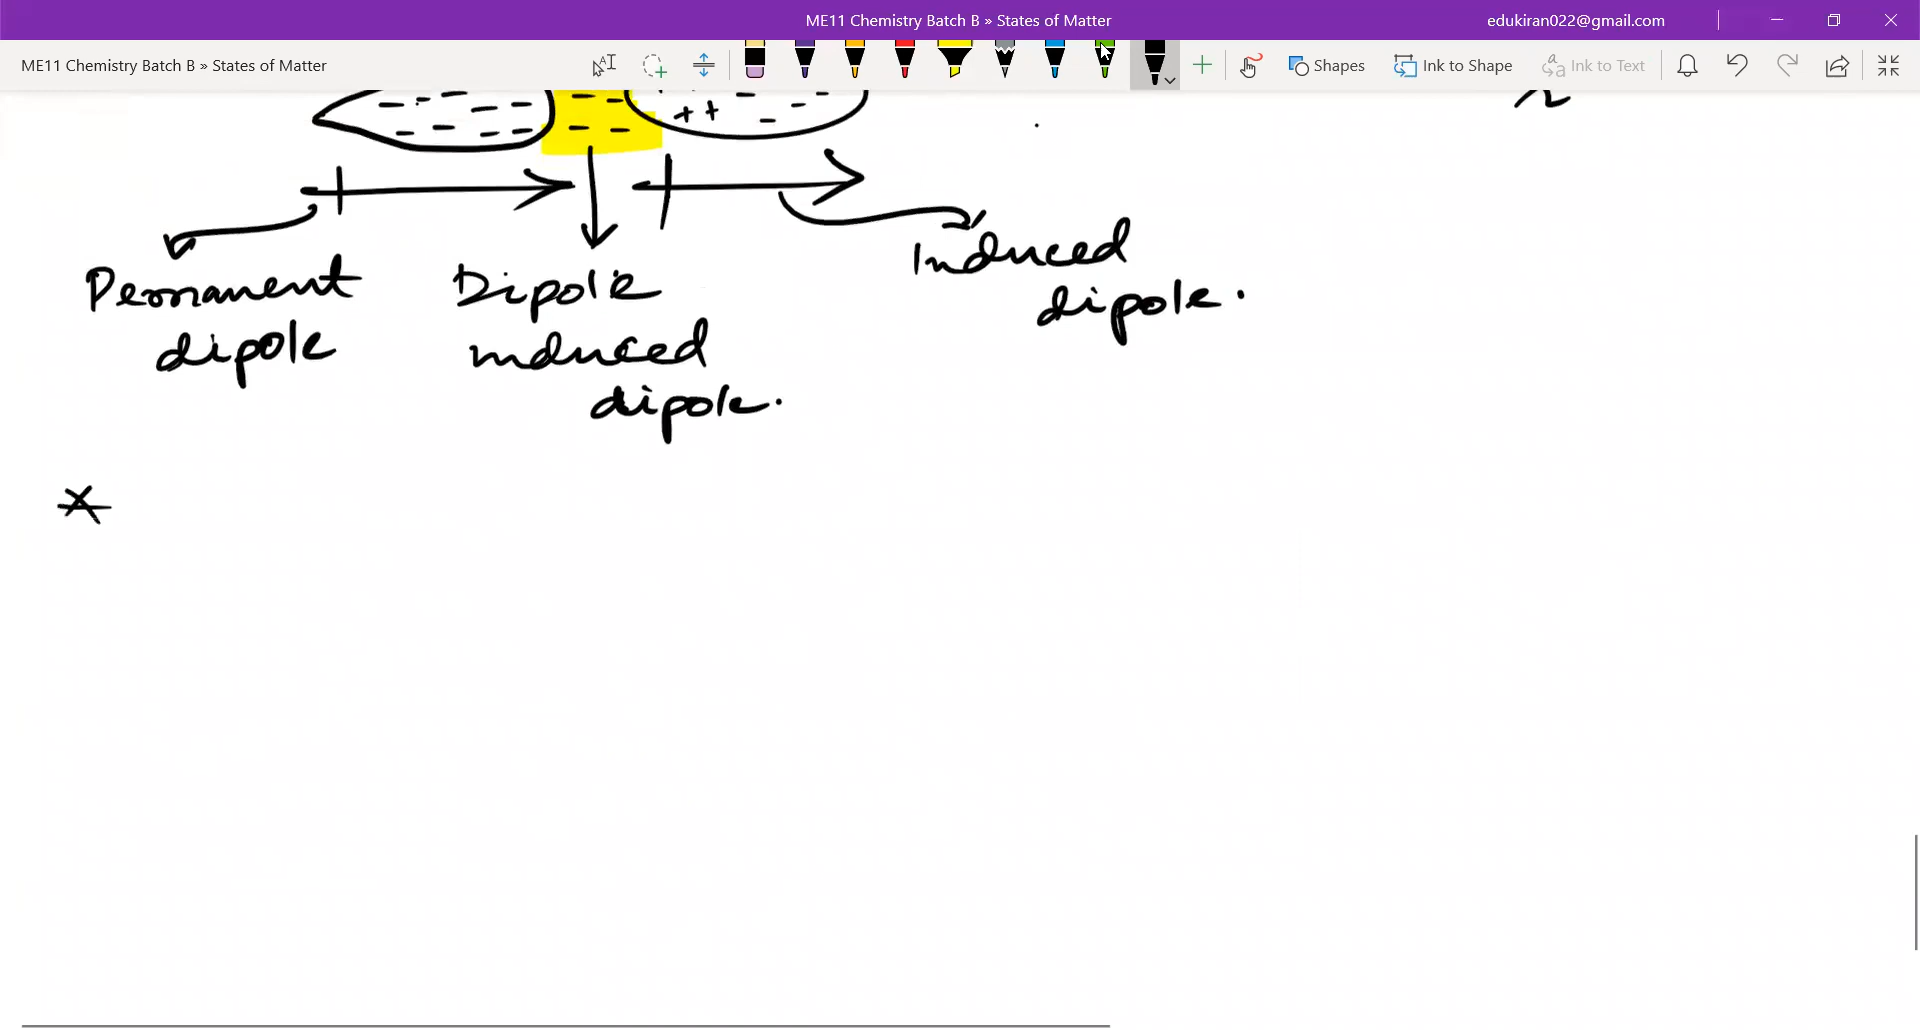 ME11 Chemistry Batch B » States of Matter
edukiran022@gmail.com
ME11 Chemistry Batch B » States of Matter
Shapes
Ink to Shape
Ink to Text
Permanent
dipole
Dipole
induced
dipole.
Induced
dipole.